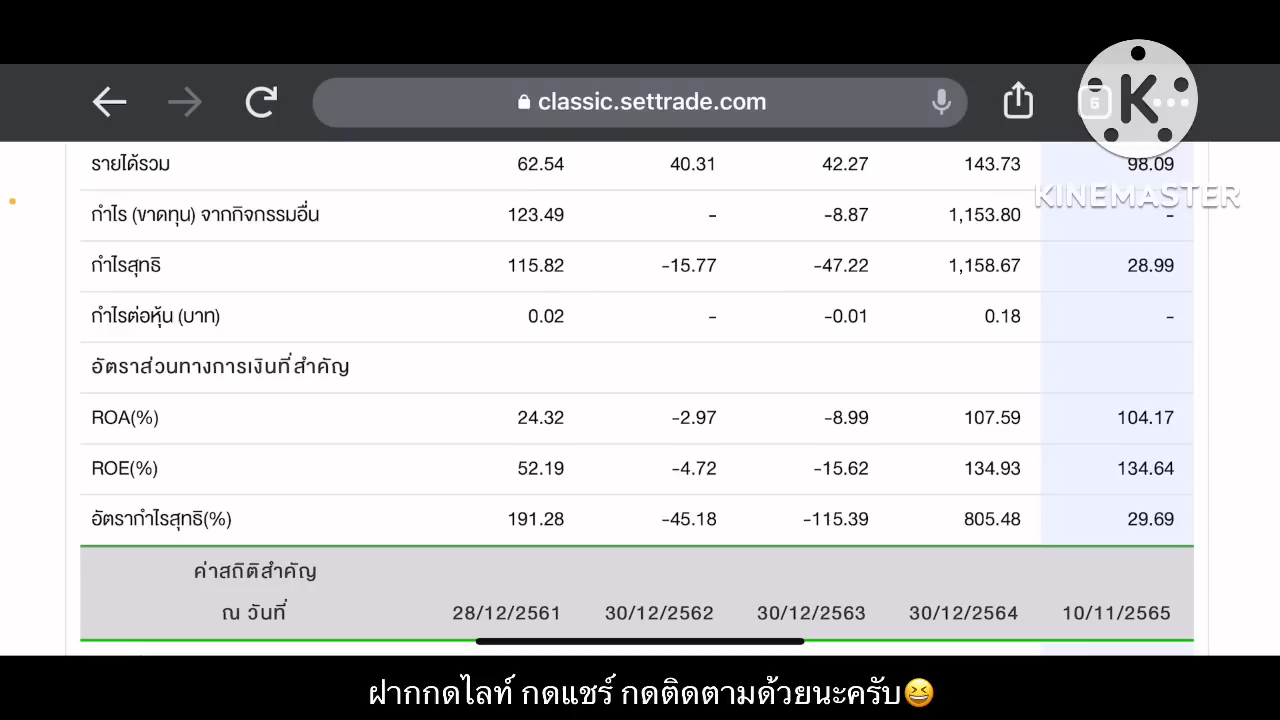 classic.settrade.com
6
K
รายได้รวม 62.54 40.31 42.27 143.73 98.09
KINEMASTER
กำไร (ขาดทุน) จากกิจกรรมอื่น 123.49 - -8.87 1,153.80 -
กำไรสุทธิ 115.82 -15.77 -47.22 1,158.67 28.99
กำไรต่อหุ้น (บาท) 0.02 - -0.01 0.18 -
อัตราส่วนทางการเงินที่สำคัญ
ROA(%) 24.32 -2.97 -8.99 107.59 104.17
ROE(%) 52.19 -4.72 -15.62 134.93 134.64
อัตรากำไรสุทธิ(%) 191.28 -45.18 -115.39 805.48 29.69
ค่าสถิติสำคัญ
ณ วันที่ 28/12/2561 30/12/2562 30/12/2563 30/12/2564 10/11/2565
ฝากกดไลท์ กดแชร์ กดติดตามด้วยนะครับ😆